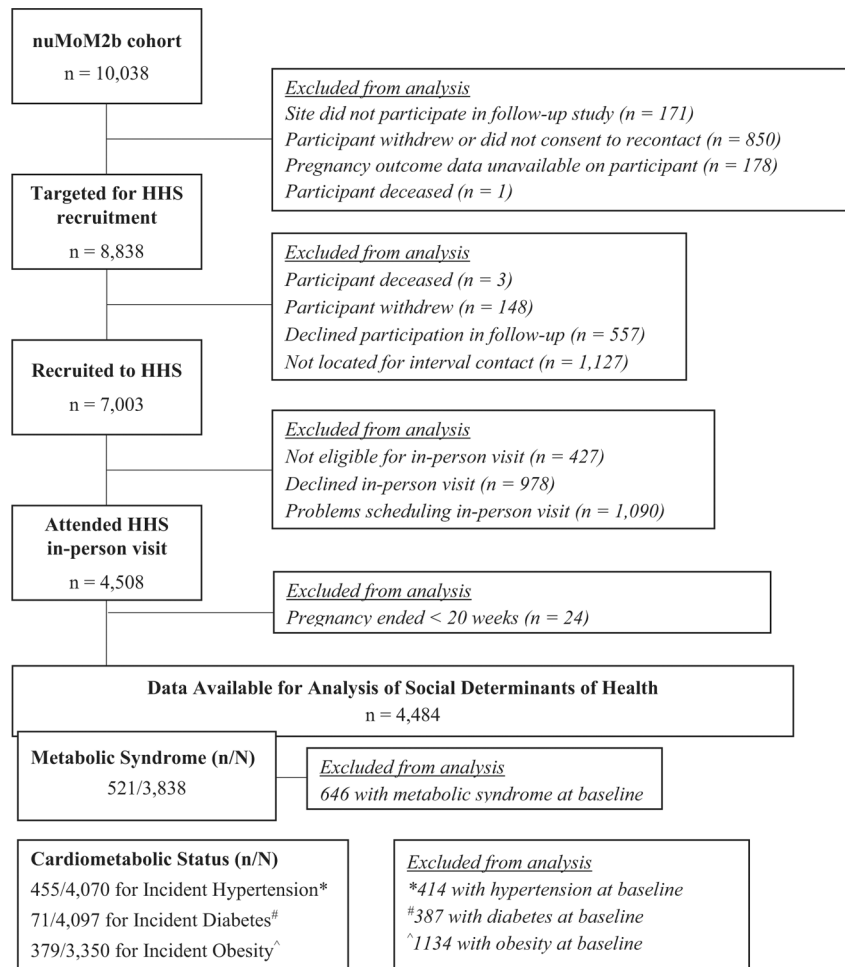 nuMoM2b cohort
n = 10,038
Excluded from analysis
Site did not participate in follow-up study (n = 171)
Participant withdrew or did not consent to recontact (n = 850)
Pregnancy outcome data unavailable on participant (n = 178)
Participant deceased (n = 1)
Targeted for HHS
recruitment
n = 8,838
Excluded from analysis
Participant deceased (n = 3)
Participant withdrew (n = 148)
Declined participation in follow-up (n = 557)
Not located for interval contact (n = 1,127)
Recruited to HHS
n = 7,003
Excluded from analysis
Not eligible for in-person visit (n = 427)
Declined in-person visit (n = 978)
Problems scheduling in-person visit (n = 1,090)
Attended HHS
in-person visit
n = 4,508
Excluded from analysis
Pregnancy ended < 20 weeks (n = 24)
Data Available for Analysis of Social Determinants of Health
n = 4,484
Metabolic Syndrome (n/N)
521/3,838
Excluded from analysis
646 with metabolic syndrome at baseline
Cardiometabolic Status (n/N)
455/4,070 for Incident Hypertension*
71/4,097 for Incident Diabetes#
379/3,350 for Incident Obesity^
Excluded from analysis
*414 with hypertension at baseline
#387 with diabetes at baseline
^1134 with obesity at baseline